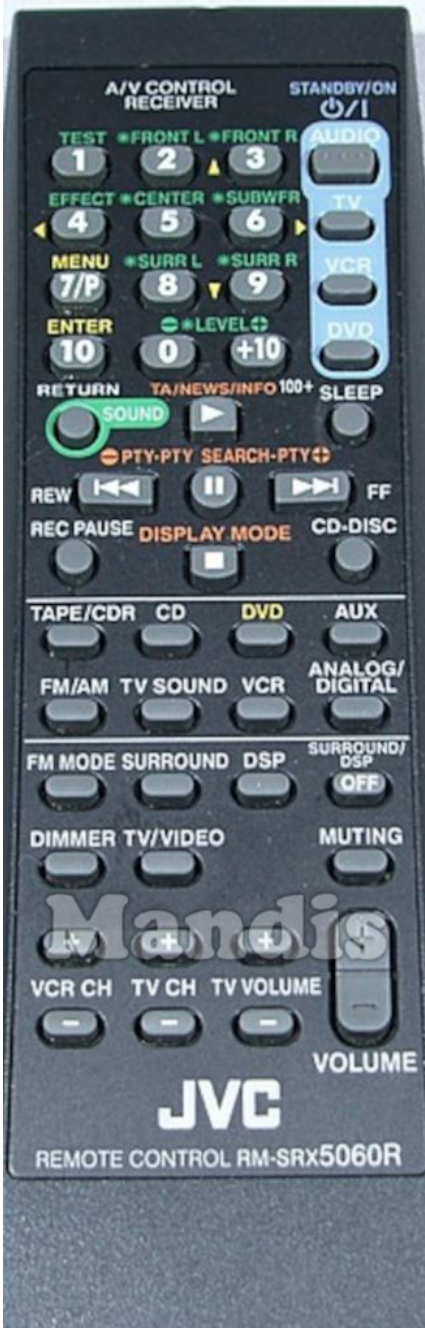 A/V CONTROL
RECEIVER
STANDBY/ON
⏻/I
TEST ✳FRONT L ✳FRONT R AUDIO
1 2 ▲ 3
EFFECT ✳CENTER ✳SUBWFR TV
◀ 4 5 6 ▶
MENU ✳SURR L ✳SURR R VCR
7/P 8 ▼ 9
ENTER ⊖✳LEVEL⊕ DVD
10 0 +10
RETURN TA/NEWS/INFO 100+ SLEEP
SOUND ▶
⊖PTY·PTY SEARCH-PTY⊕
REW ⏮ ⏸ ⏭ FF
REC PAUSE DISPLAY MODE CD-DISC
■
TAPE/CDR CD DVD AUX
FM/AM TV SOUND VCR ANALOG/
DIGITAL
FM MODE SURROUND DSP SURROUND/
DSP
OFF
DIMMER TV/VIDEO MUTING
Mandis
+ + + +
VCR CH TV CH TV VOLUME
- - - -
VOLUME
JVC
REMOTE CONTROL RM-SRX5060R